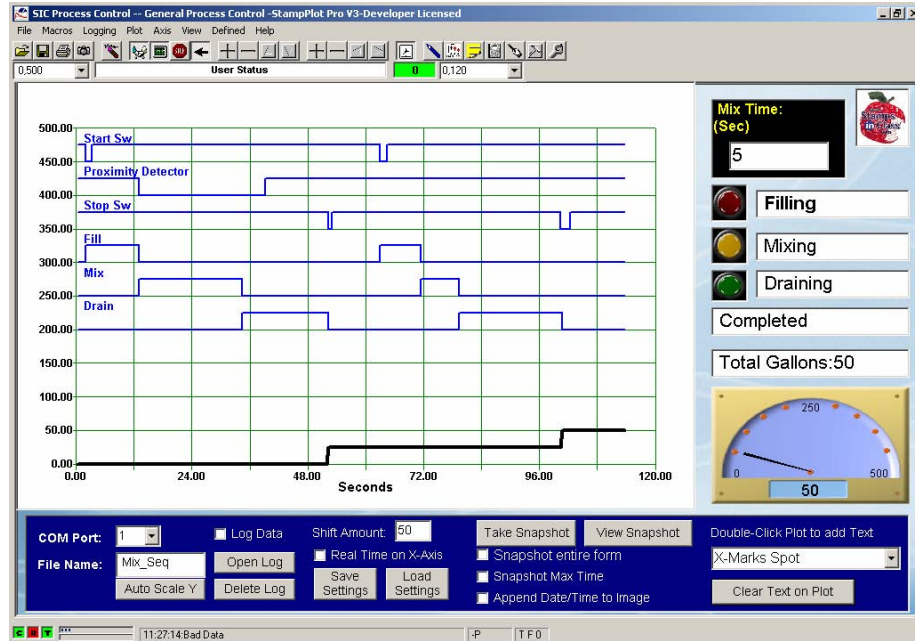 SIC Process Control -- General Process Control -StampPlot Pro V3-Developer Licensed
File Macros Logging Plot Axis View Defined Help
0,500
User Status
0
0,120
500.00
450.00
400.00
350.00
300.00
250.00
200.00
150.00
100.00
50.00
0.00
Start Sw
Proximity Detector
Stop Sw
Fill
Mix
Drain
0.00 24.00 48.00 72.00 96.00 120.00
Seconds
Mix Time:
(Sec)
5
Stamps
in Class
Filling
Mixing
Draining
Completed
Total Gallons:50
0 250 500
50
COM Port: 1
File Name: Mix_Seq
Auto Scale Y
Log Data
Open Log
Delete Log
Shift Amount: 50
Real Time on X-Axis
Save
Settings
Load
Settings
Take Snapshot
View Snapshot
Snapshot entire form
Snapshot Max Time
Append Date/Time to Image
Double-Click Plot to add Text
X-Marks Spot
Clear Text on Plot
C R T
11:27:14:Bad Data
-P
T F 0